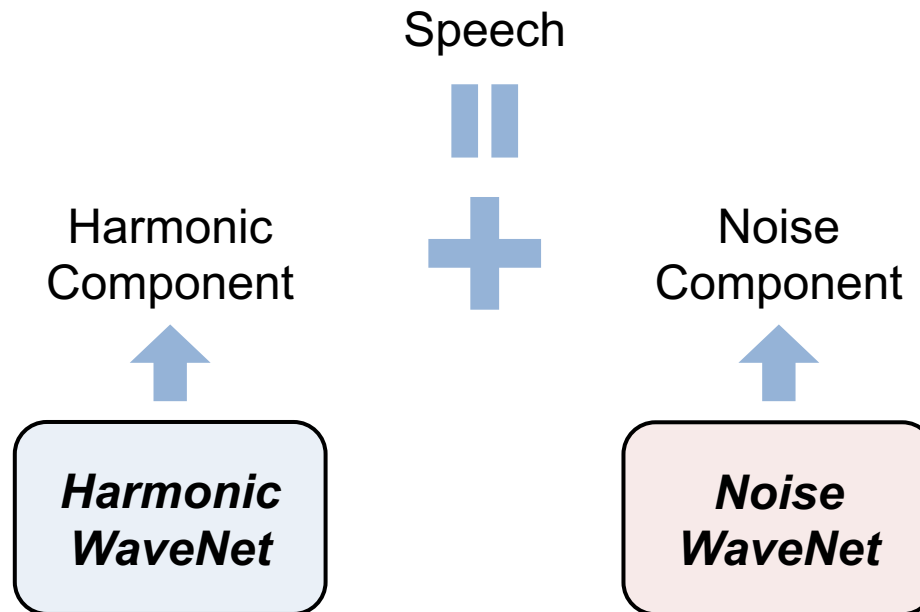 Speech
Harmonic
Component
Noise
Component
Harmonic
WaveNet
Noise
WaveNet